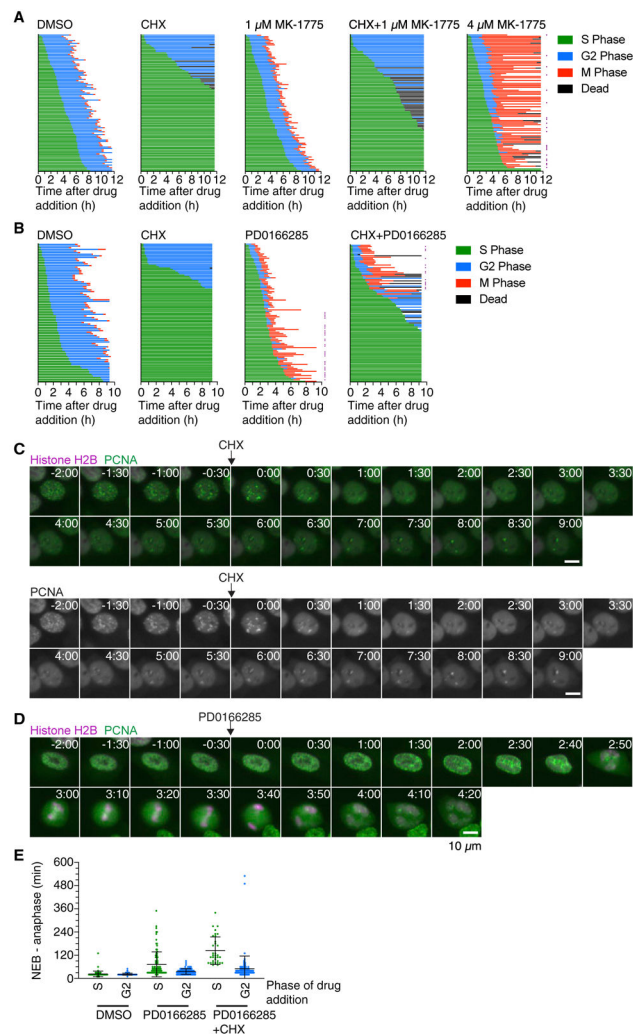 A
DMSO CHX 1 µM MK-1775 CHX+1 µM MK-1775 4 µM MK-1775
S Phase
G2 Phase
M Phase
Dead
0 2 4 6 8 10 12 0 2 4 6 8 10 12 0 2 4 6 8 10 12 0 2 4 6 8 10 12 0 2 4 6 8 10 12
Time after drug Time after drug Time after drug Time after drug Time after drug
addition (h) addition (h) addition (h) addition (h) addition (h)
B
DMSO CHX PD0166285 CHX+PD0166285
S Phase
G2 Phase
M Phase
Dead
0 2 4 6 8 10 0 2 4 6 8 10 0 2 4 6 8 10 0 2 4 6 8 10
Time after drug Time after drug Time after drug Time after drug
addition (h) addition (h) addition (h) addition (h)
C
CHX
Histone H2B PCNA
-2:00 -1:30 -1:00 -0:30 0:00 0:30 1:00 1:30 2:00 2:30 3:00 3:30
4:00 4:30 5:00 5:30 6:00 6:30 7:00 7:30 8:00 8:30 9:00
CHX
PCNA
-2:00 -1:30 -1:00 -0:30 0:00 0:30 1:00 1:30 2:00 2:30 3:00 3:30
4:00 4:30 5:00 5:30 6:00 6:30 7:00 7:30 8:00 8:30 9:00
D
PD0166285
Histone H2B PCNA
-2:00 -1:30 -1:00 -0:30 0:00 0:30 1:00 1:30 2:00 2:30 2:40 2:50
3:00 3:10 3:20 3:30 3:40 3:50 4:00 4:10 4:20
10 µm
E
NEB - anaphase (min)
600
480
360
240
120
0
S G2 S G2 S G2
Phase of drug
addition
DMSO PD0166285 PD0166285
+CHX